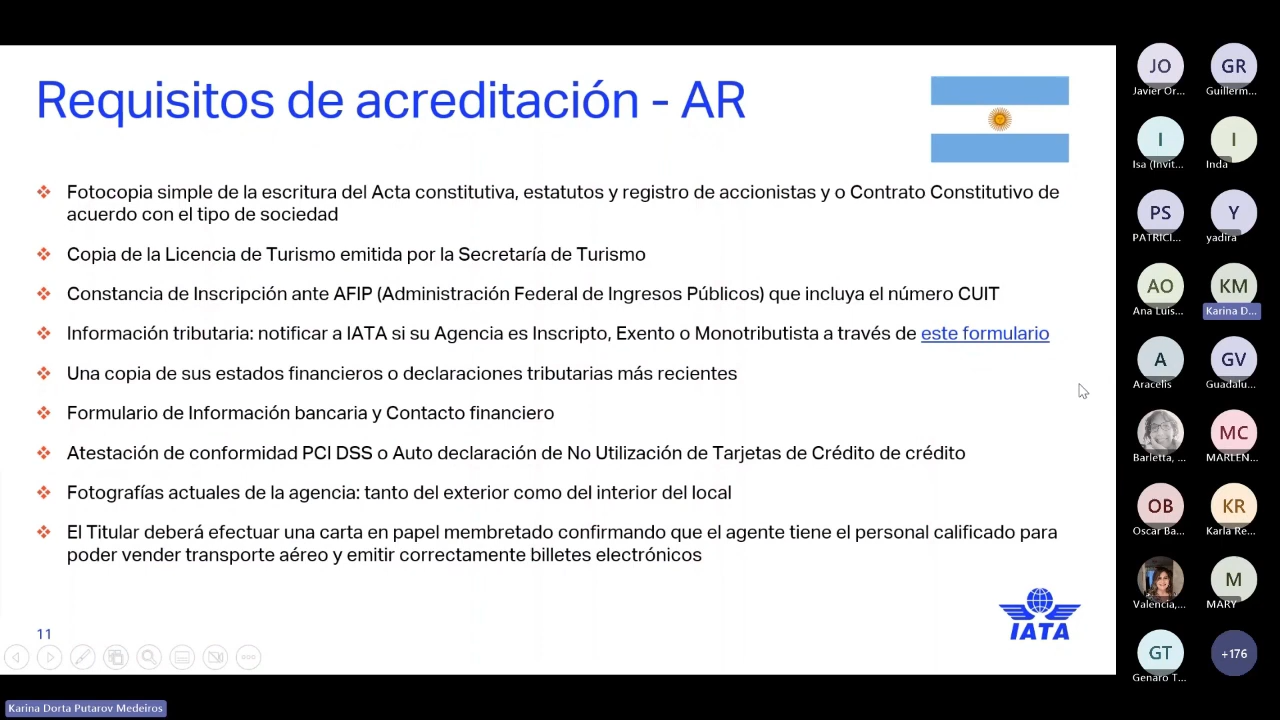 Requisitos de acreditación - AR
Fotocopia simple de la escritura del Acta constitutiva, estatutos y registro de accionistas y o Contrato Constitutivo de
acuerdo con el tipo de sociedad
Copia de la Licencia de Turismo emitida por la Secretaría de Turismo
Constancia de Inscripción ante AFIP (Administración Federal de Ingresos Públicos) que incluya el número CUIT
Información tributaria: notificar a IATA si su Agencia es Inscripto, Exento o Monotributista a través de este formulario
Una copia de sus estados financieros o declaraciones tributarias más recientes
Formulario de Información bancaria y Contacto financiero
Atestación de conformidad PCI DSS o Auto declaración de No Utilización de Tarjetas de Crédito de crédito
Fotografías actuales de la agencia: tanto del exterior como del interior del local
El Titular deberá efectuar una carta en papel membretado confirmando que el agente tiene el personal calificado para
poder vender transporte aéreo y emitir correctamente billetes electrónicos
IATA
11
Karina Dorta Putarov Medeiros
JO GR
Javier Or... Guillerm...
I I
Isa (Invit... Inda
PS Y
PATRICI... yadira
AO KM
Ana Luis... Karina D...
A GV
Aracelis Guadalu...
MC
Barletta, ... MARLEN...
OB KR
Oscar Ba... Karla Re...
M
Valencia,... MARY
GT +176
Genaro T...